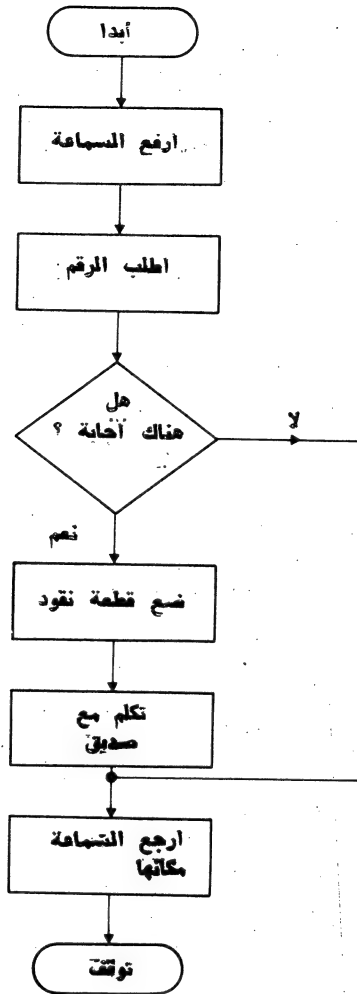 أبدا
ارفع السماعة
اطلب الرقم
هل
هناك أجابة ؟
لا
نعم
ضع قطعة نقود
تكلم مع
صديق
ارجع السماعة
مكانها
توقف